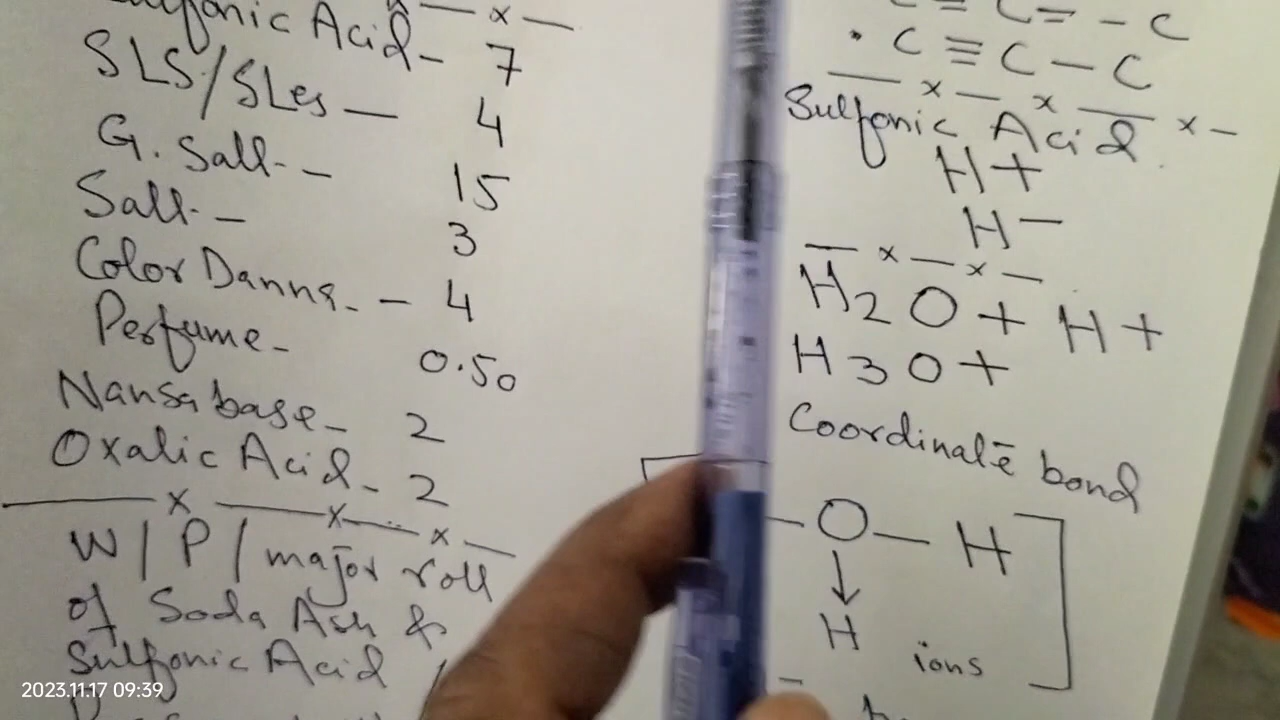 Sulfonic Acid - 7
SLS/SLes — 4
G. Sall - - 15
Sall - - 3
Color Danna - - 4
Perfume - 0.50
Nansa base - 2
Oxalic Acid - 2
— x — x — x —
W/P/major roll
of Soda Ash &
Sulfonic Acid
C ≡ C - C
— x — x — x —
Sulfonic Acid
H+
H−
— x — x —
H2O + H+
H3O+
Coordinate bond
- O — H
↓
H
ions
2023.11.17 09:39